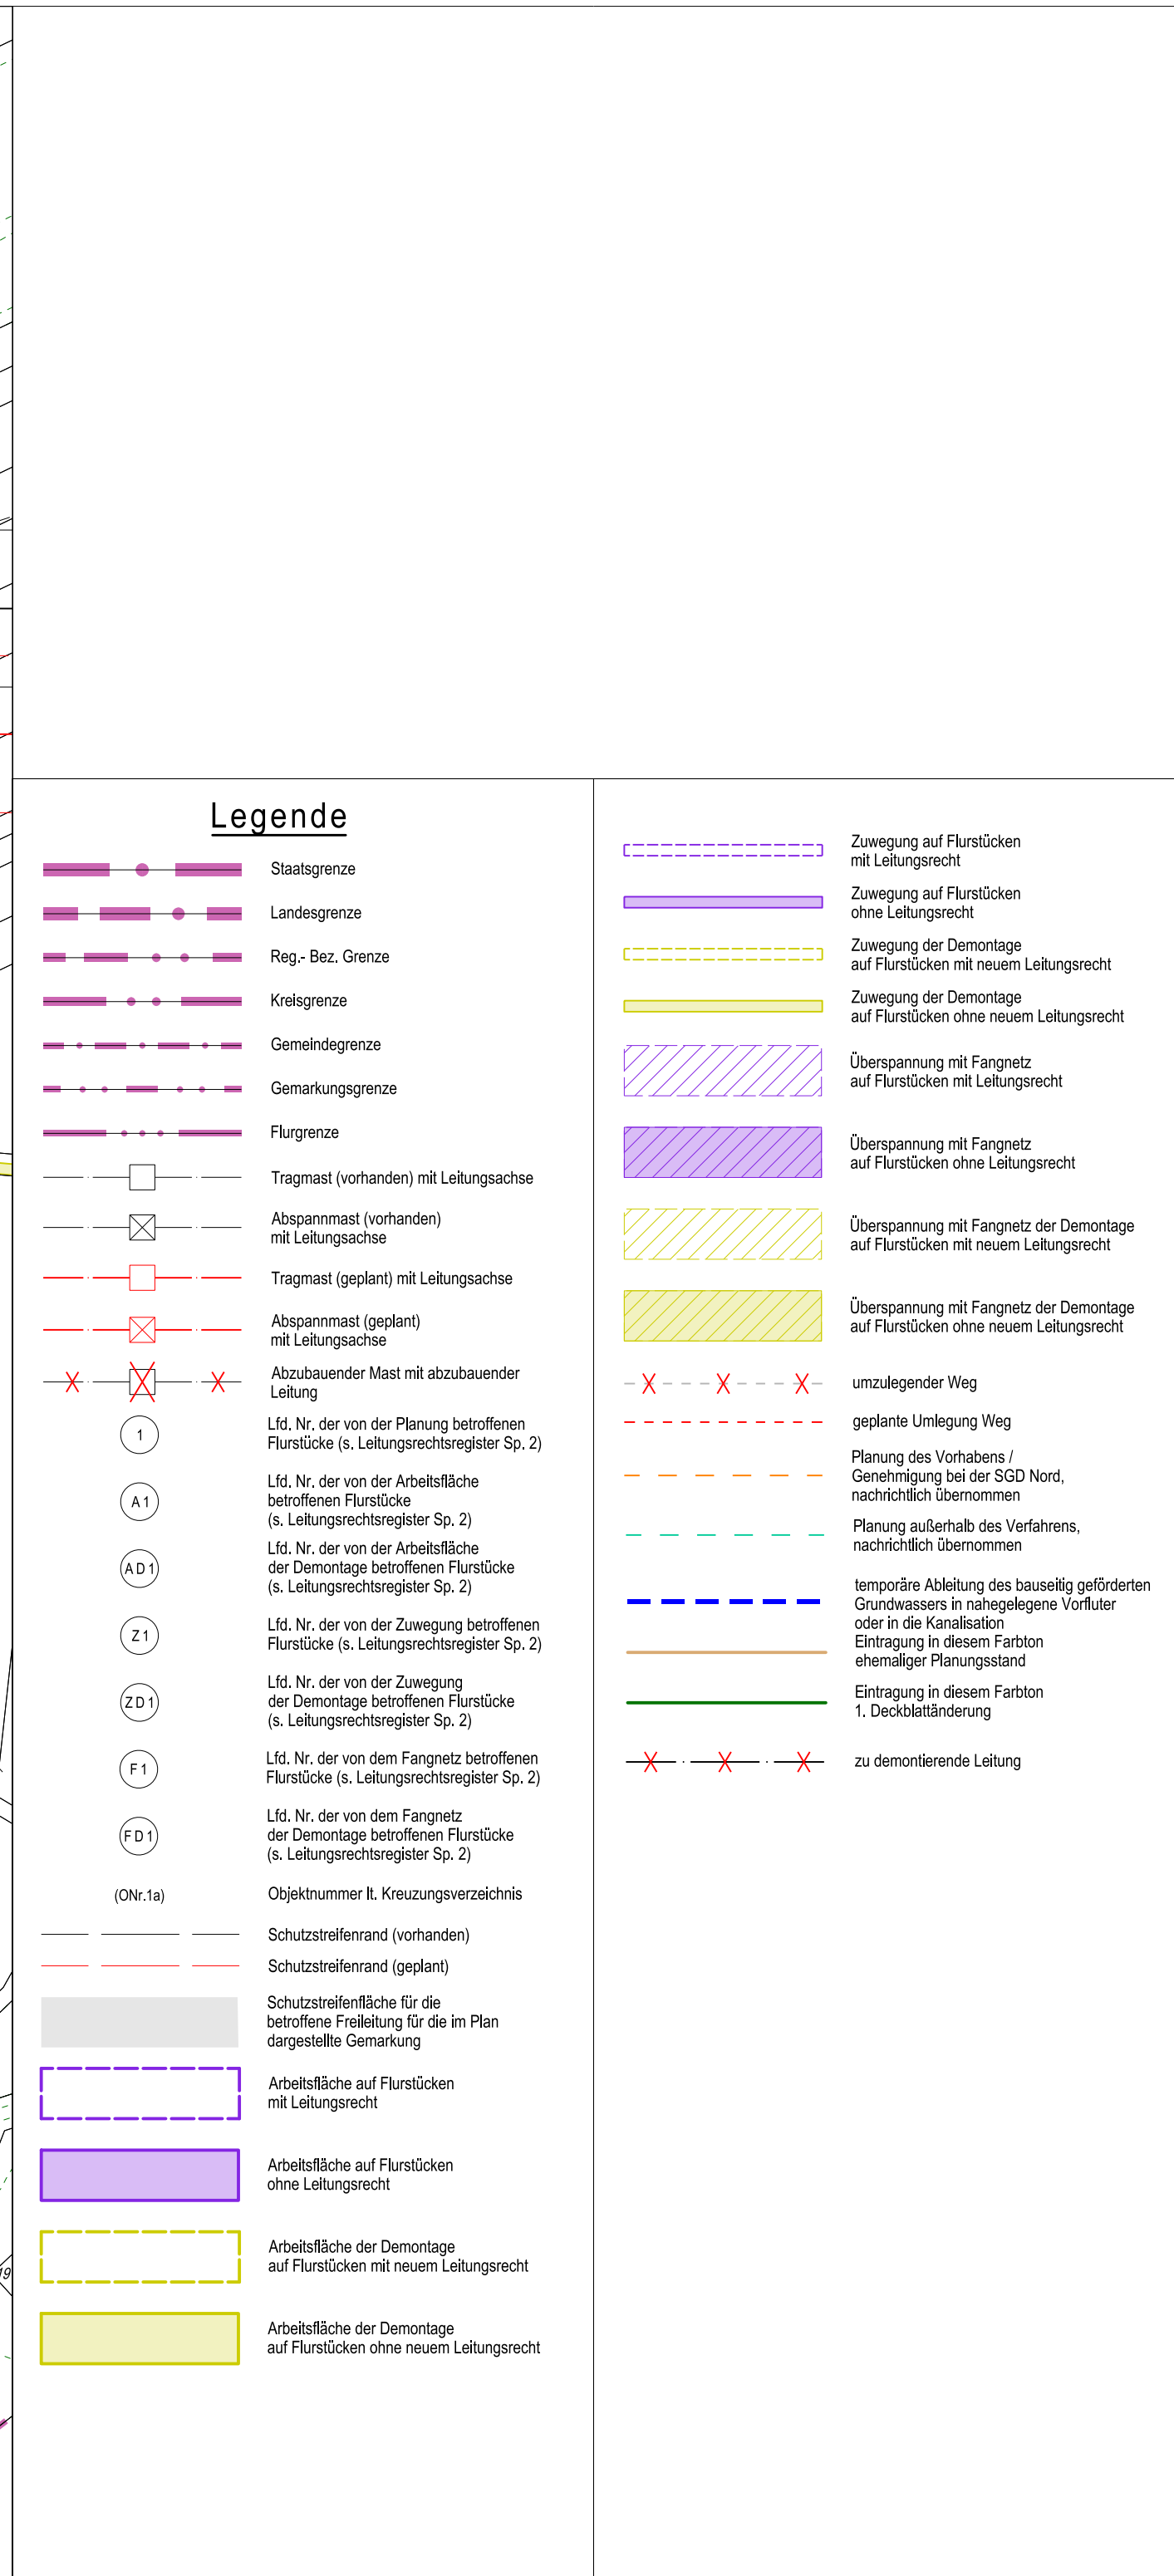 Legende
Staatsgrenze
Landesgrenze
Reg.- Bez. Grenze
Kreisgrenze
Gemeindegrenze
Gemarkungsgrenze
Flurgrenze
Tragmast (vorhanden) mit Leitungsachse
Abspannmast (vorhanden)
mit Leitungsachse
Tragmast (geplant) mit Leitungsachse
Abspannmast (geplant)
mit Leitungsachse
Abzubauender Mast mit abzubauender
Leitung
1
Lfd. Nr. der von der Planung betroffenen
Flurstücke (s. Leitungsrechtsregister Sp. 2)
A1
Lfd. Nr. der von der Arbeitsfläche
betroffenen Flurstücke
(s. Leitungsrechtsregister Sp. 2)
AD1
Lfd. Nr. der von der Arbeitsfläche
der Demontage betroffenen Flurstücke
(s. Leitungsrechtsregister Sp. 2)
Z1
Lfd. Nr. der von der Zuwegung betroffenen
Flurstücke (s. Leitungsrechtsregister Sp. 2)
ZD1
Lfd. Nr. der von der Zuwegung
der Demontage betroffenen Flurstücke
(s. Leitungsrechtsregister Sp. 2)
F1
Lfd. Nr. der von dem Fangnetz betroffenen
Flurstücke (s. Leitungsrechtsregister Sp. 2)
FD1
Lfd. Nr. der von dem Fangnetz
der Demontage betroffenen Flurstücke
(s. Leitungsrechtsregister Sp. 2)
(ONr.1a)
Objektnummer lt. Kreuzungsverzeichnis
Schutzstreifenrand (vorhanden)
Schutzstreifenrand (geplant)
Schutzstreifenfläche für die
betroffene Freileitung für die im Plan
dargestellte Gemarkung
Arbeitsfläche auf Flurstücken
mit Leitungsrecht
Arbeitsfläche auf Flurstücken
ohne Leitungsrecht
Arbeitsfläche der Demontage
auf Flurstücken mit neuem Leitungsrecht
Arbeitsfläche der Demontage
auf Flurstücken ohne neuem Leitungsrecht
Zuwegung auf Flurstücken
mit Leitungsrecht
Zuwegung auf Flurstücken
ohne Leitungsrecht
Zuwegung der Demontage
auf Flurstücken mit neuem Leitungsrecht
Zuwegung der Demontage
auf Flurstücken ohne neuem Leitungsrecht
Überspannung mit Fangnetz
auf Flurstücken mit Leitungsrecht
Überspannung mit Fangnetz
auf Flurstücken ohne Leitungsrecht
Überspannung mit Fangnetz der Demontage
auf Flurstücken mit neuem Leitungsrecht
Überspannung mit Fangnetz der Demontage
auf Flurstücken ohne neuem Leitungsrecht
umzulegender Weg
geplante Umlegung Weg
Planung des Vorhabens /
Genehmigung bei der SGD Nord,
nachrichtlich übernommen
Planung außerhalb des Verfahrens,
nachrichtlich übernommen
temporäre Ableitung des bauseitig geförderten
Grundwassers in nahegelegene Vorfluter
oder in die Kanalisation
Eintragung in diesem Farbton
ehemaliger Planungsstand
Eintragung in diesem Farbton
1. Deckblattänderung
zu demontierende Leitung